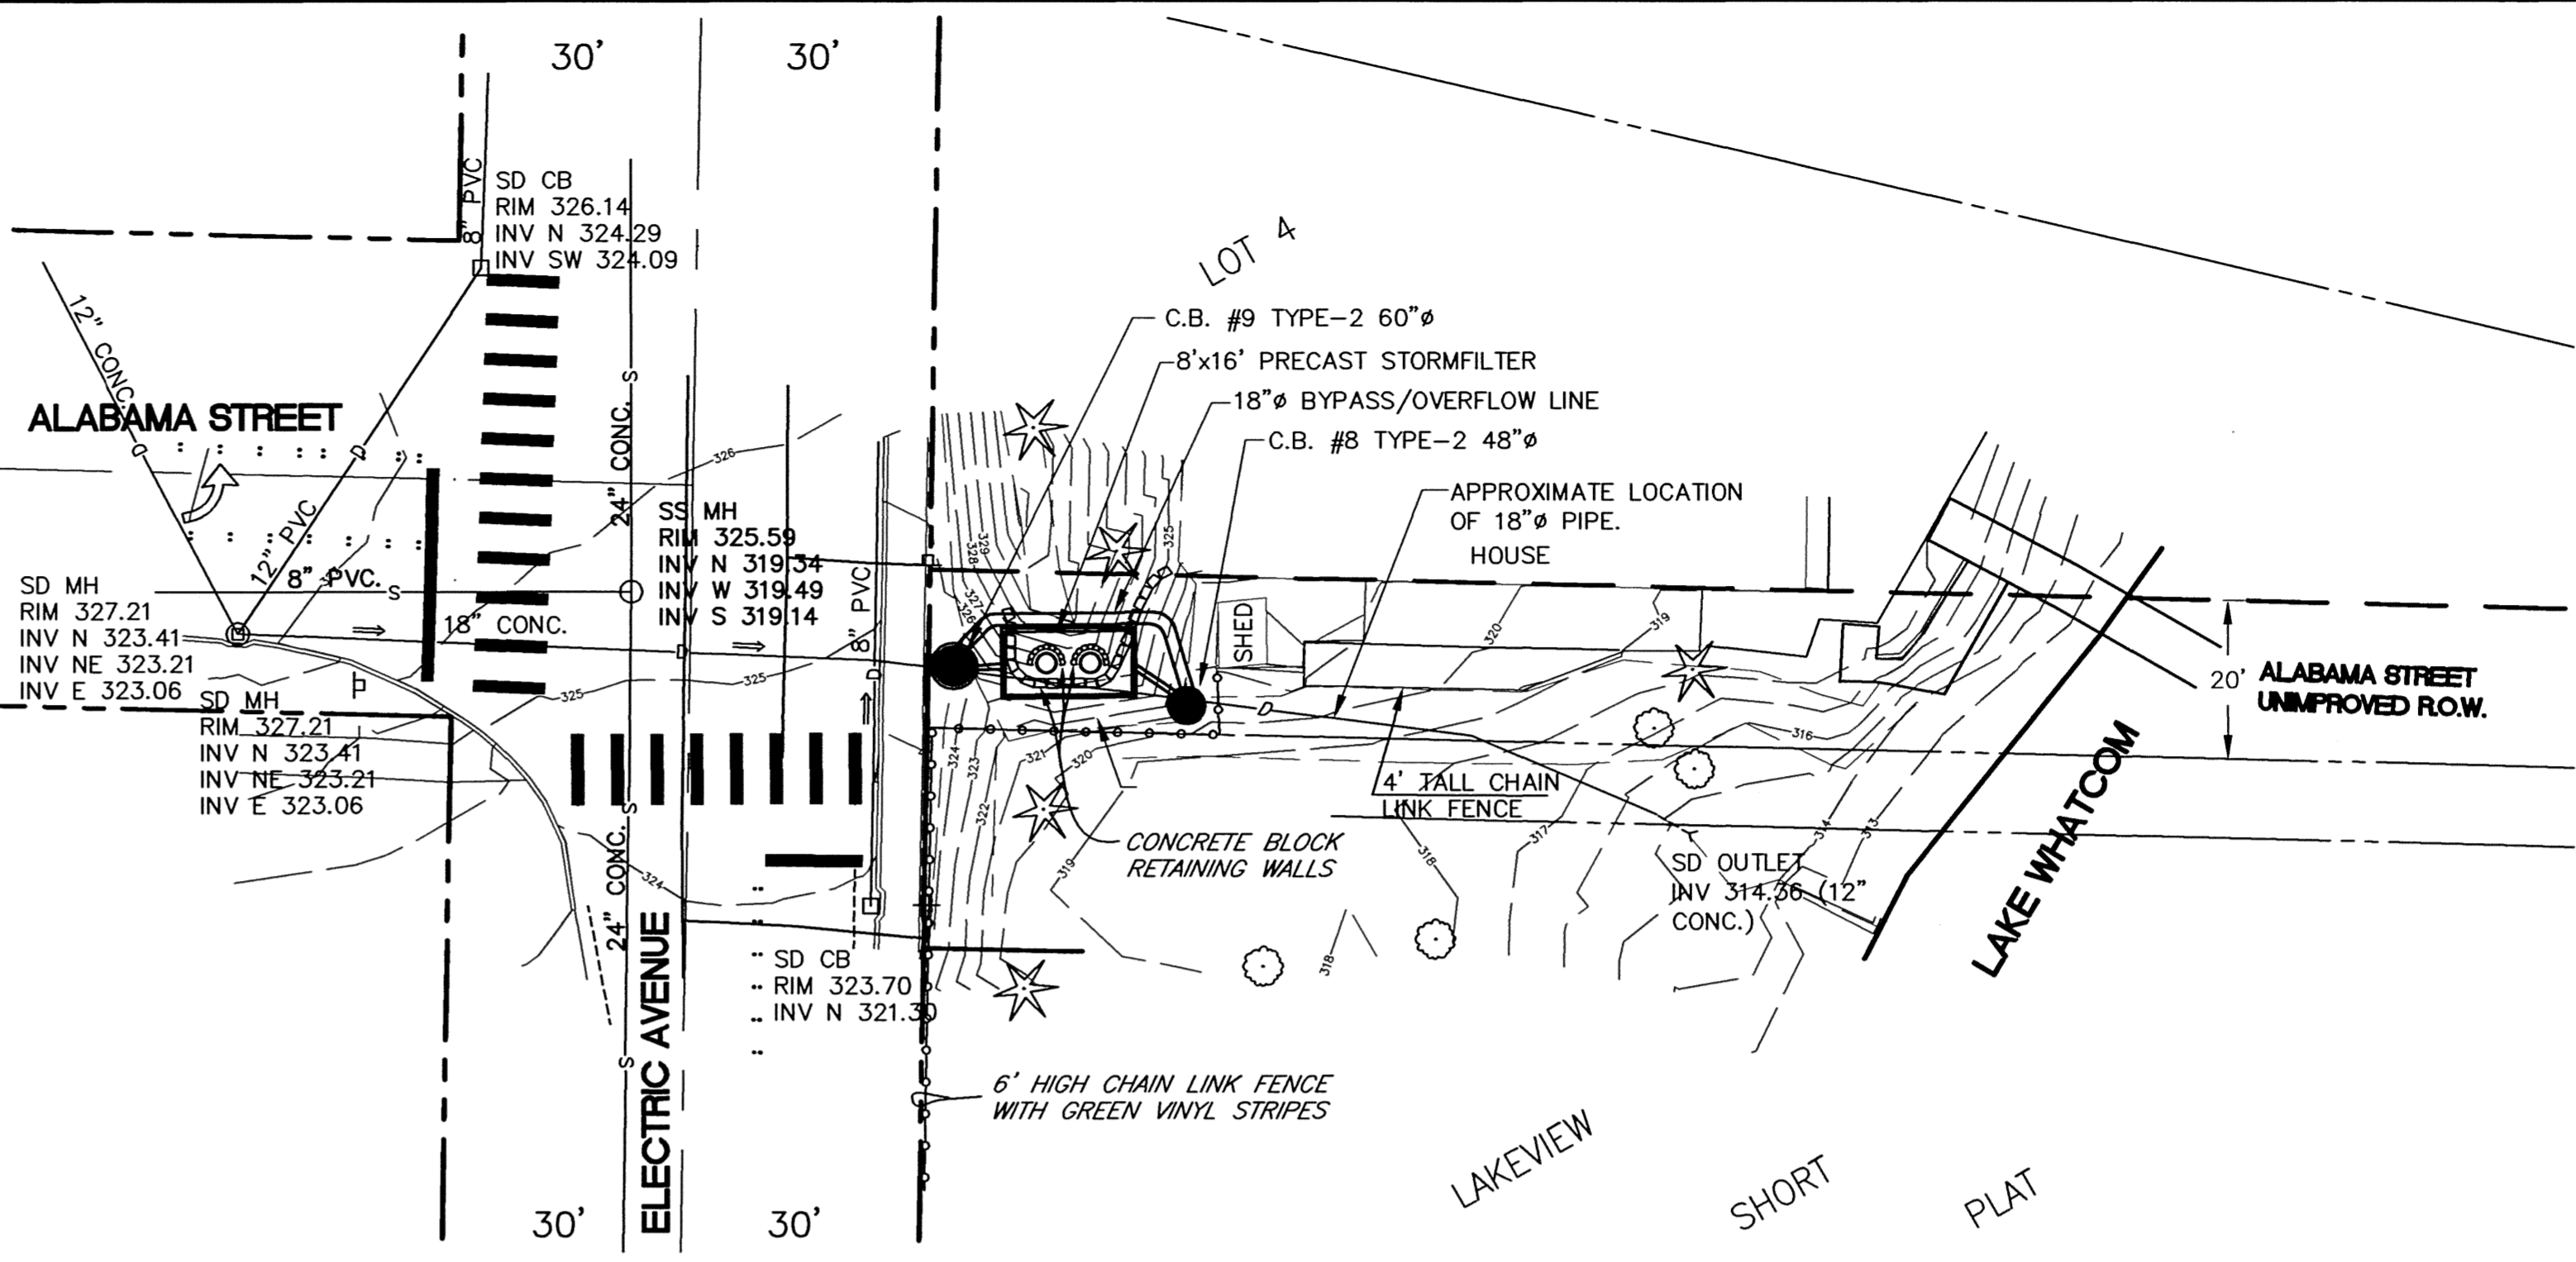 30'
30'
8" PVC
SD CB
RIM 326.14
INV N 324.29
INV SW 324.09
LOT 4
12" CONC.
C.B. #9 TYPE-2 60"ø
8'x16' PRECAST STORMFILTER
18"ø BYPASS/OVERFLOW LINE
C.B. #8 TYPE-2 48"ø
ALABAMA STREET
24" CONC.
S
326
APPROXIMATE LOCATION
OF 18"ø PIPE.
HOUSE
SS MH
RIM 325.59
INV N 319.34
INV W 319.49
INV S 319.14
12" PVC
8" PVC.
S
18" CONC.
8" PVC
SD MH
RIM 327.21
INV N 323.41
INV NE 323.21
INV E 323.06
SD MH
RIM 327.21
INV N 323.41
INV NE 323.21
INV E 323.06
D
D
D
D
D
329
328
327
326
325
SHED
320
319
325
325
20'
ALABAMA STREET
UNIMPROVED R.O.W.
316
324
323
322
321
320
319
4' TALL CHAIN
LINK FENCE
CONCRETE BLOCK
RETAINING WALLS
318
317
314
313
SD OUTLET
INV 314.36 (12"
CONC.)
LAKE WHATCOM
S
24" CONC.
324
318
SD CB
RIM 323.70
INV N 321.30
S
ELECTRIC AVENUE
6' HIGH CHAIN LINK FENCE
WITH GREEN VINYL STRIPES
30'
30'
LAKEVIEW
SHORT
PLAT